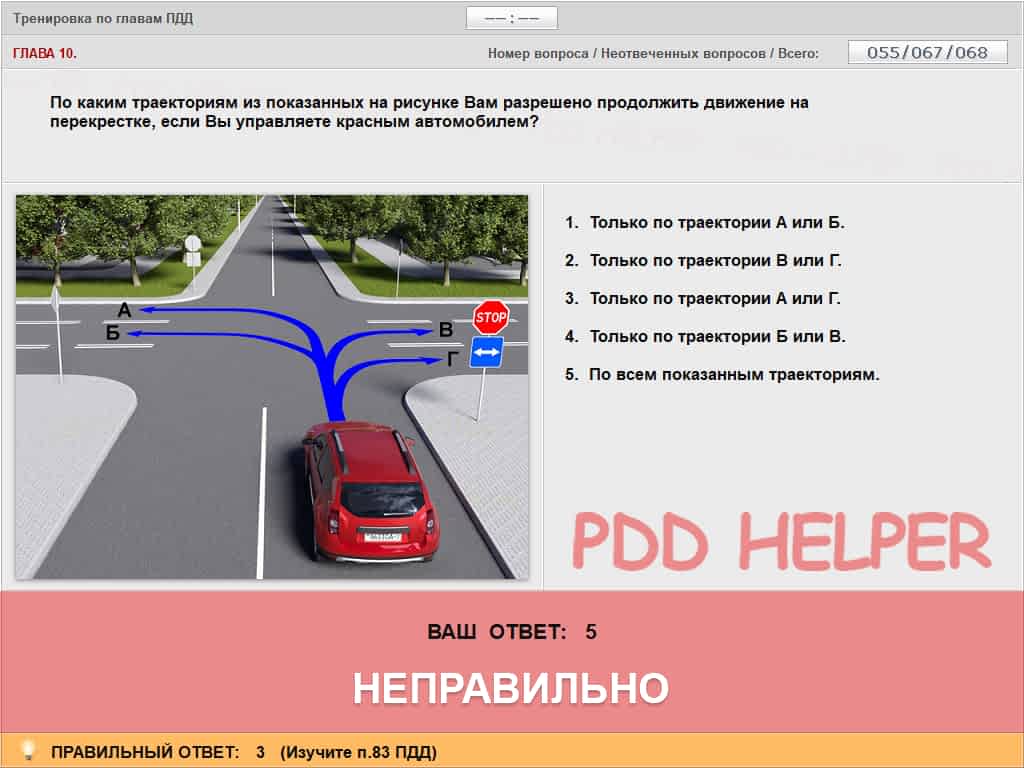 Тренировка по главам ПДД
—— : ——
ГЛАВА 10.
Номер вопроса / Неотвеченных вопросов / Всего:
055/067/068
По каким траекториям из показанных на рисунке Вам разрешено продолжить движение на
перекрестке, если Вы управляете красным автомобилем?
А
Б
В
Г
STOP
1. Только по траектории А или Б.
2. Только по траектории В или Г.
3. Только по траектории А или Г.
4. Только по траектории Б или В.
5. По всем показанным траекториям.
PDD HELPER
ВАШ ОТВЕТ: 5
НЕПРАВИЛЬНО
ПРАВИЛЬНЫЙ ОТВЕТ: 3 (Изучите п.83 ПДД)